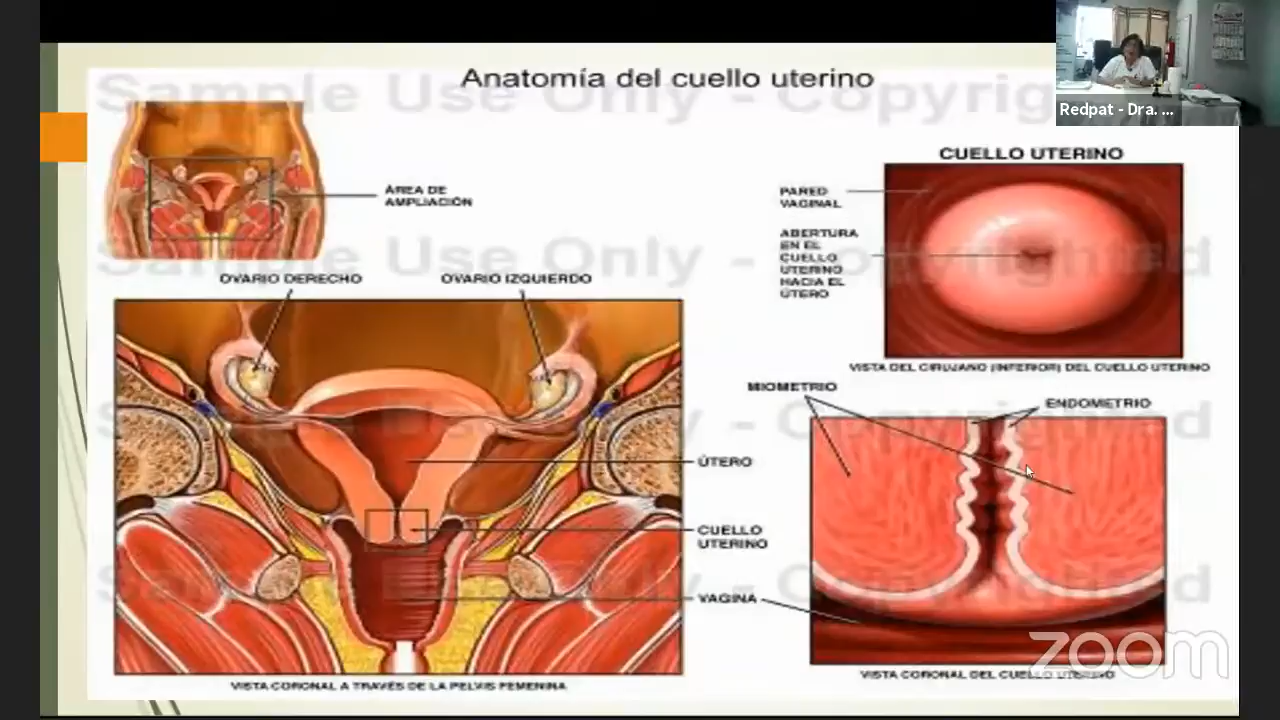 Anatomía del cuello uterino
Redpat - Dra. ...
Sample Use Only - Copyrig
ÁREA DE
AMPLIACIÓN
CUELLO UTERINO
PARED
VAGINAL
ABERTURA
EN EL
CUELLO
UTERINO
HACIA EL
ÚTERO
Sample Use Only - Copyrighted
OVARIO DERECHO
OVARIO IZQUIERDO
VISTA DEL CIRUJANO (INFERIOR) DEL CUELLO UTERINO
MIOMETRIO
ENDOMETRIO
Sample Use Only - Copyrighted
ÚTERO
CUELLO
UTERINO
Sample Use Only - Copyrighted
VAGINA
VISTA CORONAL A TRAVÉS DE LA PELVIS FEMENINA
VISTA CORONAL DEL CUELLO UTERINO
zoom